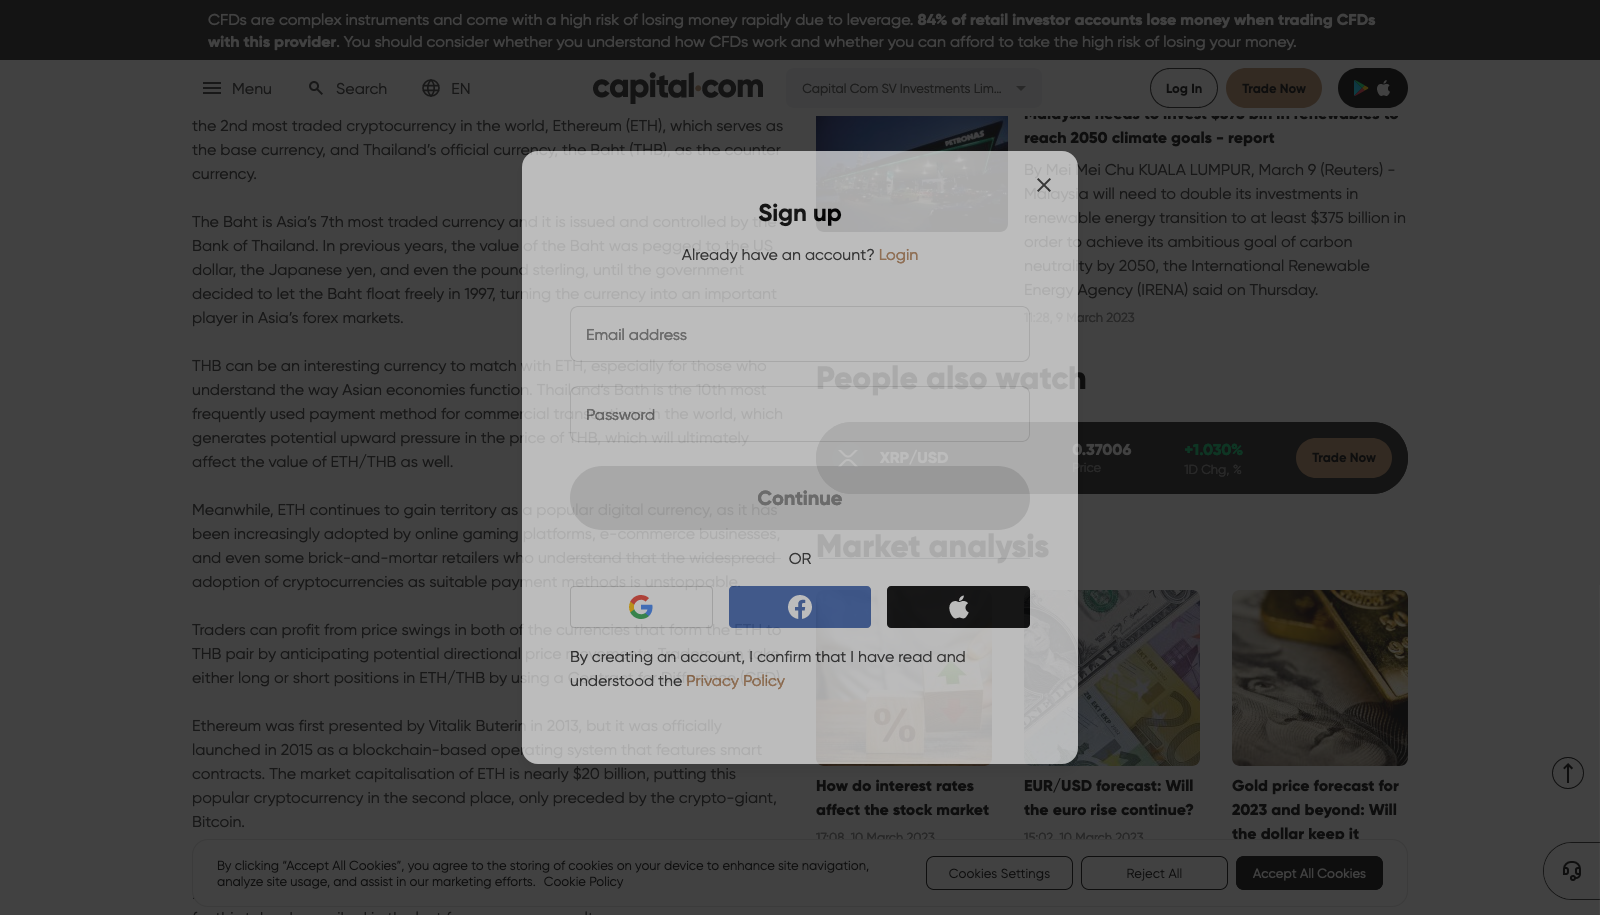 CFDs are complex instruments and come with a high risk of losing money rapidly due to leverage. 84% of retail investor accounts lose money when trading CFDs
with this provider. You should consider whether you understand how CFDs work and whether you can afford to take the high risk of losing your money.
Menu
Search
EN
capital.com
Capital Com SV Investments Lim...
Log In
Trade Now
the 2nd most traded cryptocurrency in the world, Ethereum (ETH), which serves as
the base currency, and Thailand's official currency, the Baht (THB), as the counter
currency.
The Baht is Asia's 7th most traded currency and it is issued and controlled by the
Bank of Thailand. In previous years, the value of the Baht was pegged to the US
dollar, the Japanese yen, and even the pound sterling, until the government
decided to let the Baht float freely in 1997, turning the currency into an important
player in Asia's forex markets.
THB can be an interesting currency to match with ETH, especially for those who
understand the way Asian economies function. Thailand's Bath is the 10th most
frequently used payment method for commercial in the world, which
generates potential upward pressure in the price of THB, which will ultimately
affect the value of ETH/THB as well.
Meanwhile, ETH continues to gain territory as a popular digital currency, as it has
been increasingly adopted by online gaming platforms, e-commerce businesses,
and even some brick-and-mortar retailers who understand that the widespread
adoption of cryptocurrencies as suitable payment methods is unstoppable.
Traders can profit from price swings in both of the currencies that form the ETH to
THB pair by anticipating potential directional price
either long or short positions in ETH/THB by using a
Ethereum was first presented by Vitalik Buterin in 2013, but it was officially
launched in 2015 as a blockchain-based operating system that features smart
contracts. The market capitalisation of ETH is nearly $20 billion, putting this
popular cryptocurrency in the second place, only preceded by the crypto-giant,
Bitcoin.
PETRONAS
Malaysia needs to invest $375 bln in renewables to
reach 2050 climate goals - report
By Mei Mei Chu KUALA LUMPUR, March 9 (Reuters) -
Malaysia will need to double its investments in
renewable energy transition to at least $375 billion in
order to achieve its ambitious goal of carbon
neutrality by 2050, the International Renewable
Energy Agency (IRENA) said on Thursday.
11:28, 9 March 2023
People also watch
XRP/USD
0.37006
Price
+1.030%
1D Chg, %
Trade Now
Market analysis
%
How do interest rates
affect the stock market
17:08, 10 March 2023
EUR/USD forecast: Will
the euro rise continue?
15:02, 10 March 2023
Gold price forecast for
2023 and beyond: Will
the dollar keep it
Sign up
Already have an account? Login
Email address
Password
Continue
OR
By creating an account, I confirm that I have read and
understood the Privacy Policy
By clicking "Accept All Cookies", you agree to the storing of cookies on your device to enhance site navigation,
analyze site usage, and assist in our marketing efforts. Cookie Policy
Cookies Settings
Reject All
Accept All Cookies